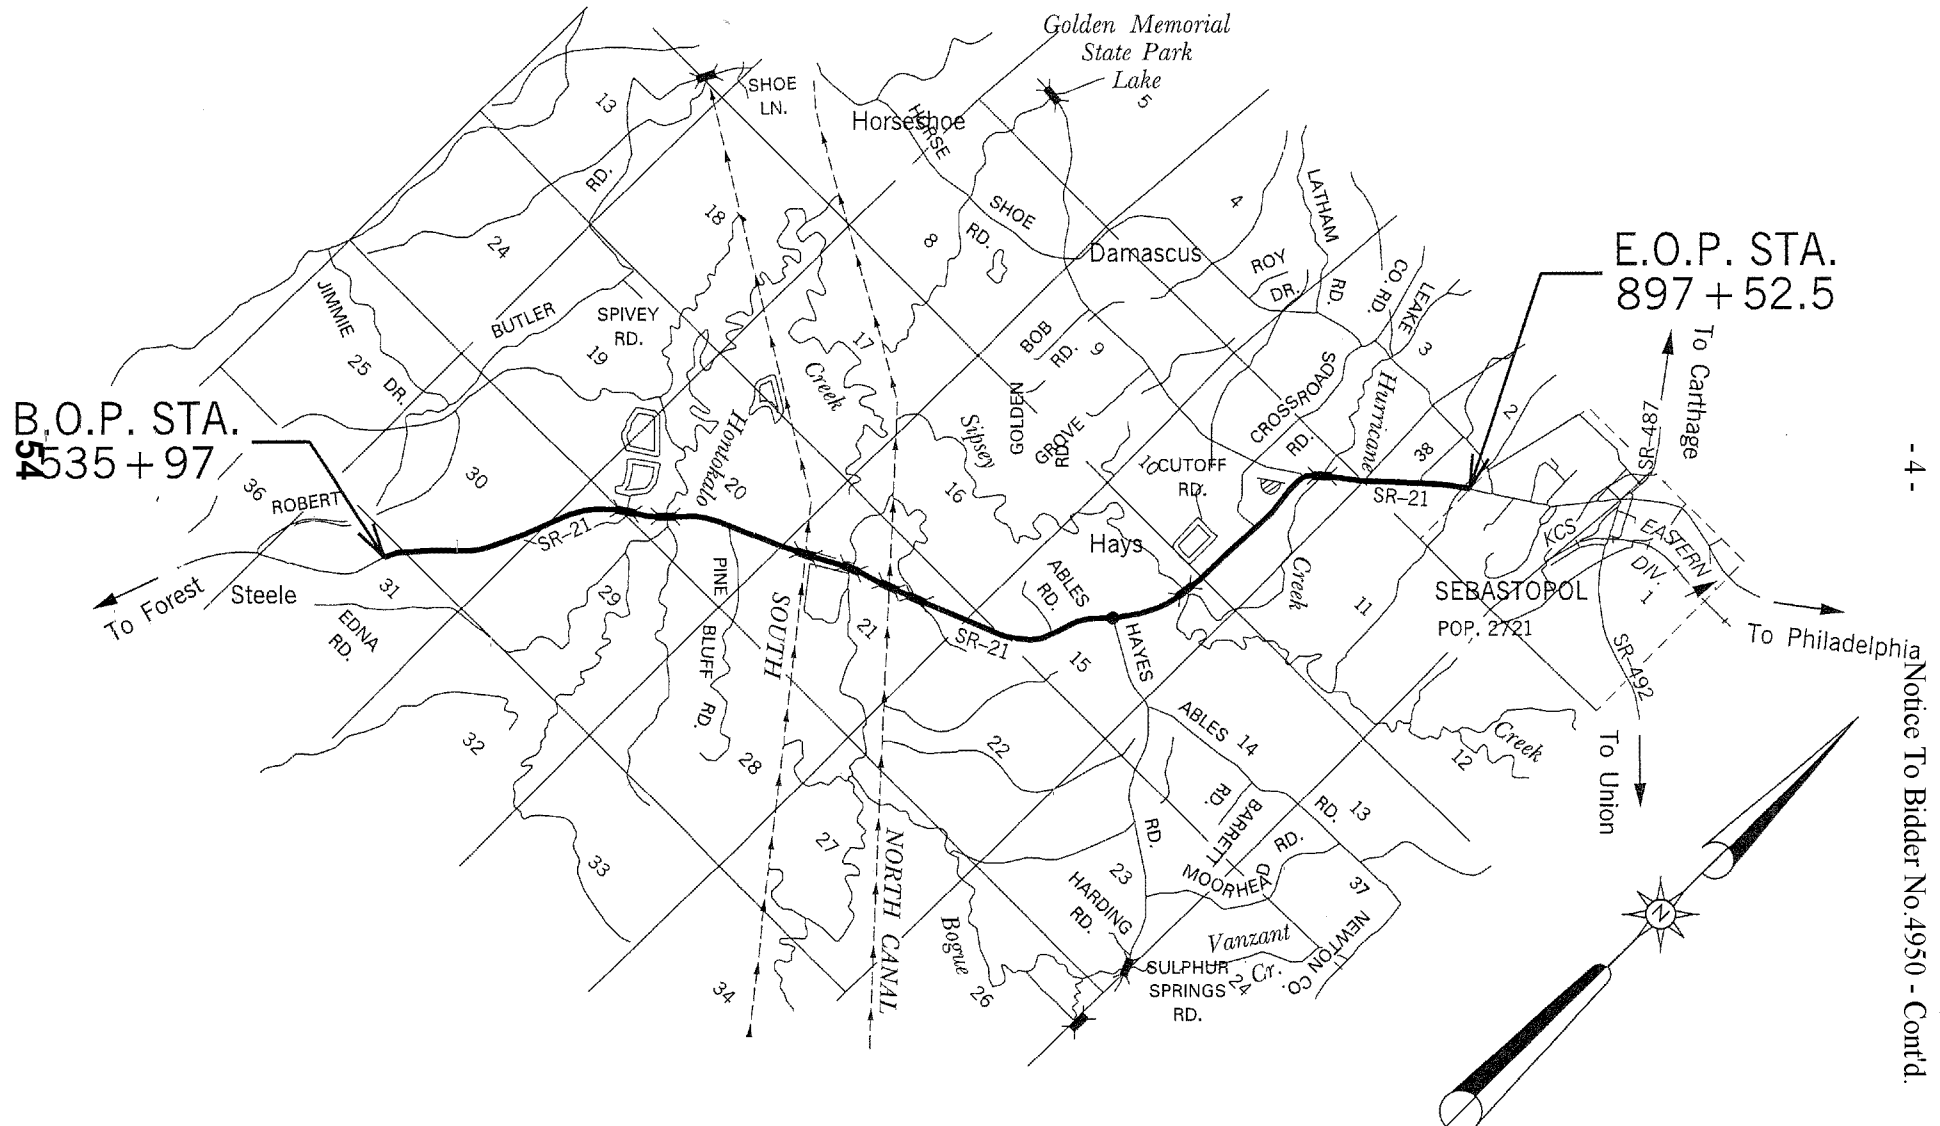 Golden Memorial
State Park
Lake
5
SHOE
LN.
13
Horseshoe
HORSE
SHOE
RD.
RD.
18
24
8
4
LATHAM
RD.
Damascus
ROY
DR.
CO. RD.
LEAKE
E.O.P. STA.
897+52.5
JIMMIE
DR.
25
BUTLER
SPIVEY
RD.
19
17
Creek
BOB
RD.
9
3
CROSSROADS
RD.
Hurricane
Creek
2
38
SR-487
To Carthage
B.O.P. STA.
535+97
54
36
ROBERT
30
Hontokalo
20
Sipsey
16
GOLDEN
GROVE
RD.
10
CUTOFF
RD.
SR-21
SR-21
SR-21
Hays
ABLES
RD.
KCS
EASTERN
DIV.
1
SEBASTOPOL
POP. 2721
11
To Philadelphia
SR-492
To Union
To Forest
Steele
31
EDNA
RD.
29
PINE
BLUFF
RD.
SOUTH
21
15
HAYES
RD.
ABLES
RD.
14
22
12
Creek
32
28
27
33
34
NORTH CANAL
Bogue
26
23
HARDING
RD.
BARRETT
RD.
MOORHEAD
RD.
13
37
NEWTON CO.
Vanzant
Cr.
24
SULPHUR
SPRINGS
RD.
N
- 4 -
Notice To Bidder No.4950 - Cont'd.